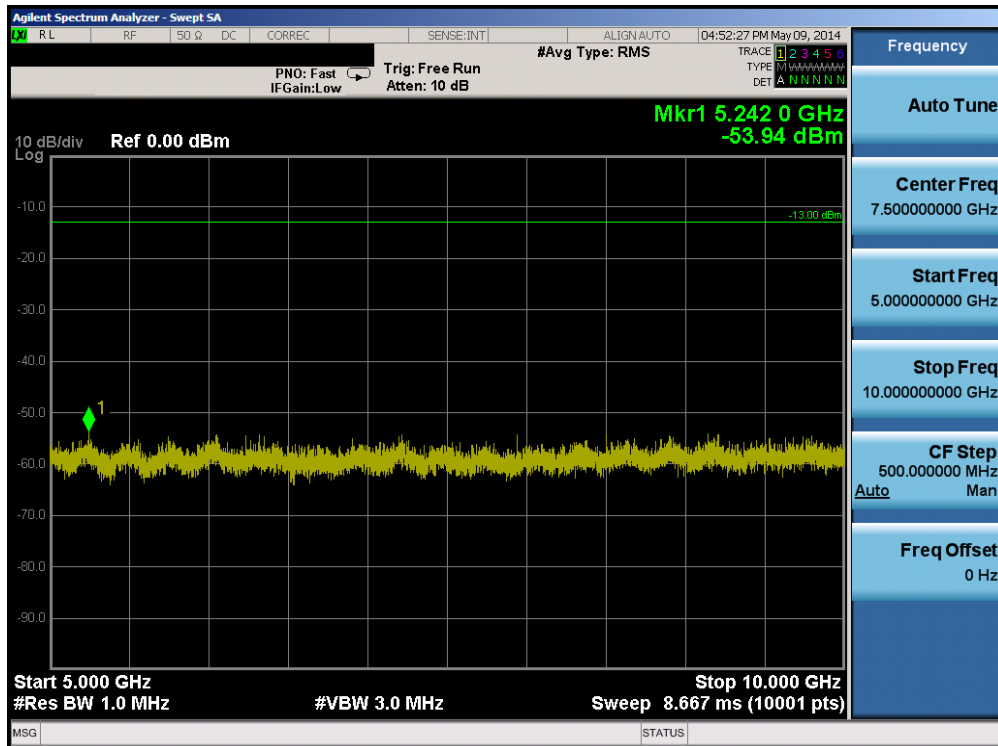 Agilent Spectrum Analyzer - Swept SA
LXI RL RF 50 Ω DC CORREC SENSE:INT ALIGN AUTO 04:52:27 PM May 09, 2014
PNO: Fast
IFGain:Low
Trig: Free Run
Atten: 10 dB
#Avg Type: RMS
TRACE 1 2 3 4 5 6
TYPE M WWWWW
DET A N N N N N
Mkr1 5.242 0 GHz
-53.94 dBm
10 dB/div
Log
Ref 0.00 dBm
-10.0
-13.00 dBm
-20.0
-30.0
-40.0
-50.0
1
-60.0
-70.0
-80.0
-90.0
Start 5.000 GHz
Stop 10.000 GHz
#Res BW 1.0 MHz
#VBW 3.0 MHz
Sweep 8.667 ms (10001 pts)
MSG
STATUS
Frequency
Auto Tune
Center Freq
7.500000000 GHz
Start Freq
5.000000000 GHz
Stop Freq
10.000000000 GHz
CF Step
500.000000 MHz
Auto Man
Freq Offset
0 Hz